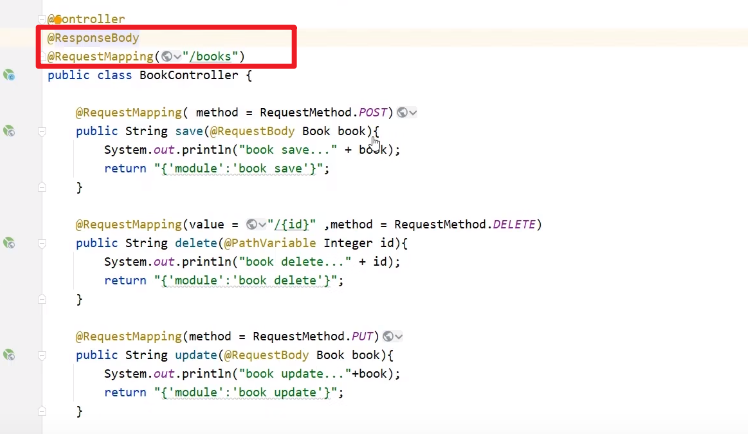 @Controller
@ResponseBody
@RequestMapping("/books")
public class BookController {
@RequestMapping( method = RequestMethod.POST)
public String save(@RequestBody Book book){
System.out.println("book save..." + book);
return "{'module':'book save'}";
}
@RequestMapping(value = "/{id}" ,method = RequestMethod.DELETE)
public String delete(@PathVariable Integer id){
System.out.println("book delete..." + id);
return "{'module':'book delete'}";
}
@RequestMapping(method = RequestMethod.PUT)
public String update(@RequestBody Book book){
System.out.println("book update..."+book);
return "{'module':'book update'}";
}